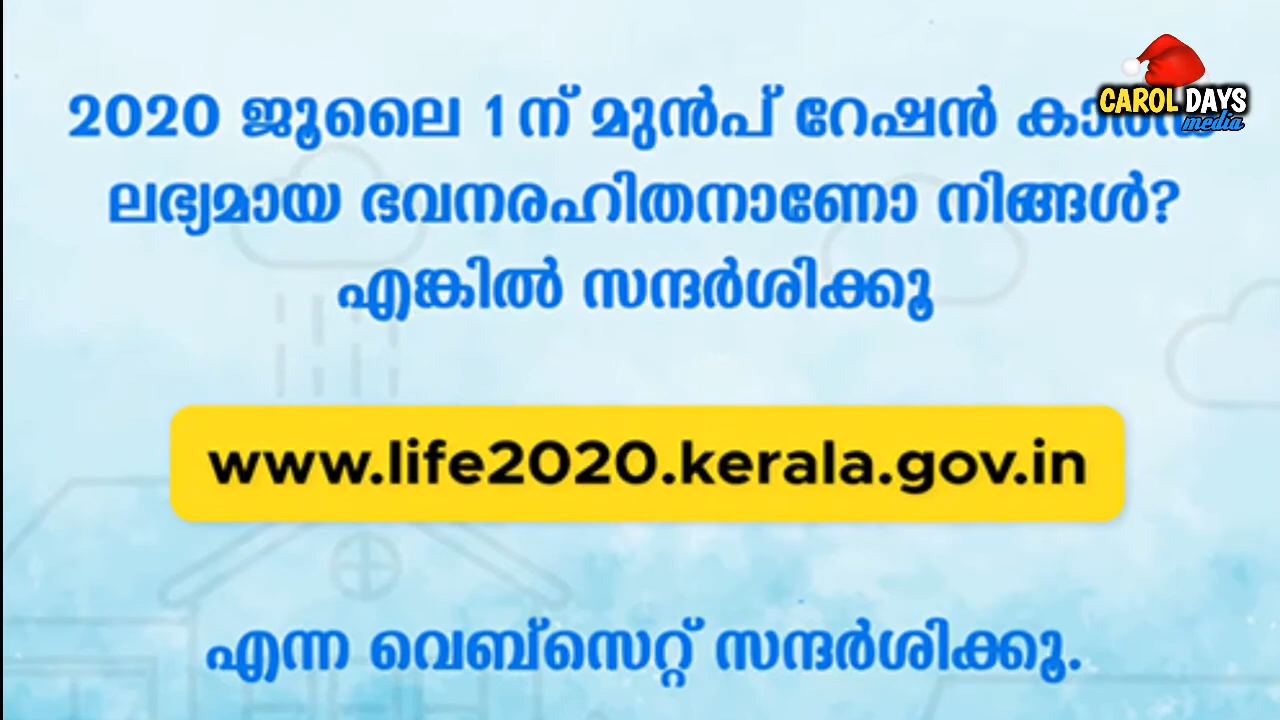 2020 ജൂലൈ 1ന് മുൻപ് റേഷൻ
CAROL DAYS
media
ലഭ്യമായ ഭവനരഹിതനാണോ നിങ്ങൾ?
എങ്കിൽ സന്ദർശിക്കൂ
www.life2020.kerala.gov.in
എന്ന വെബ്സെറ്റ് സന്ദർശിക്കൂ.